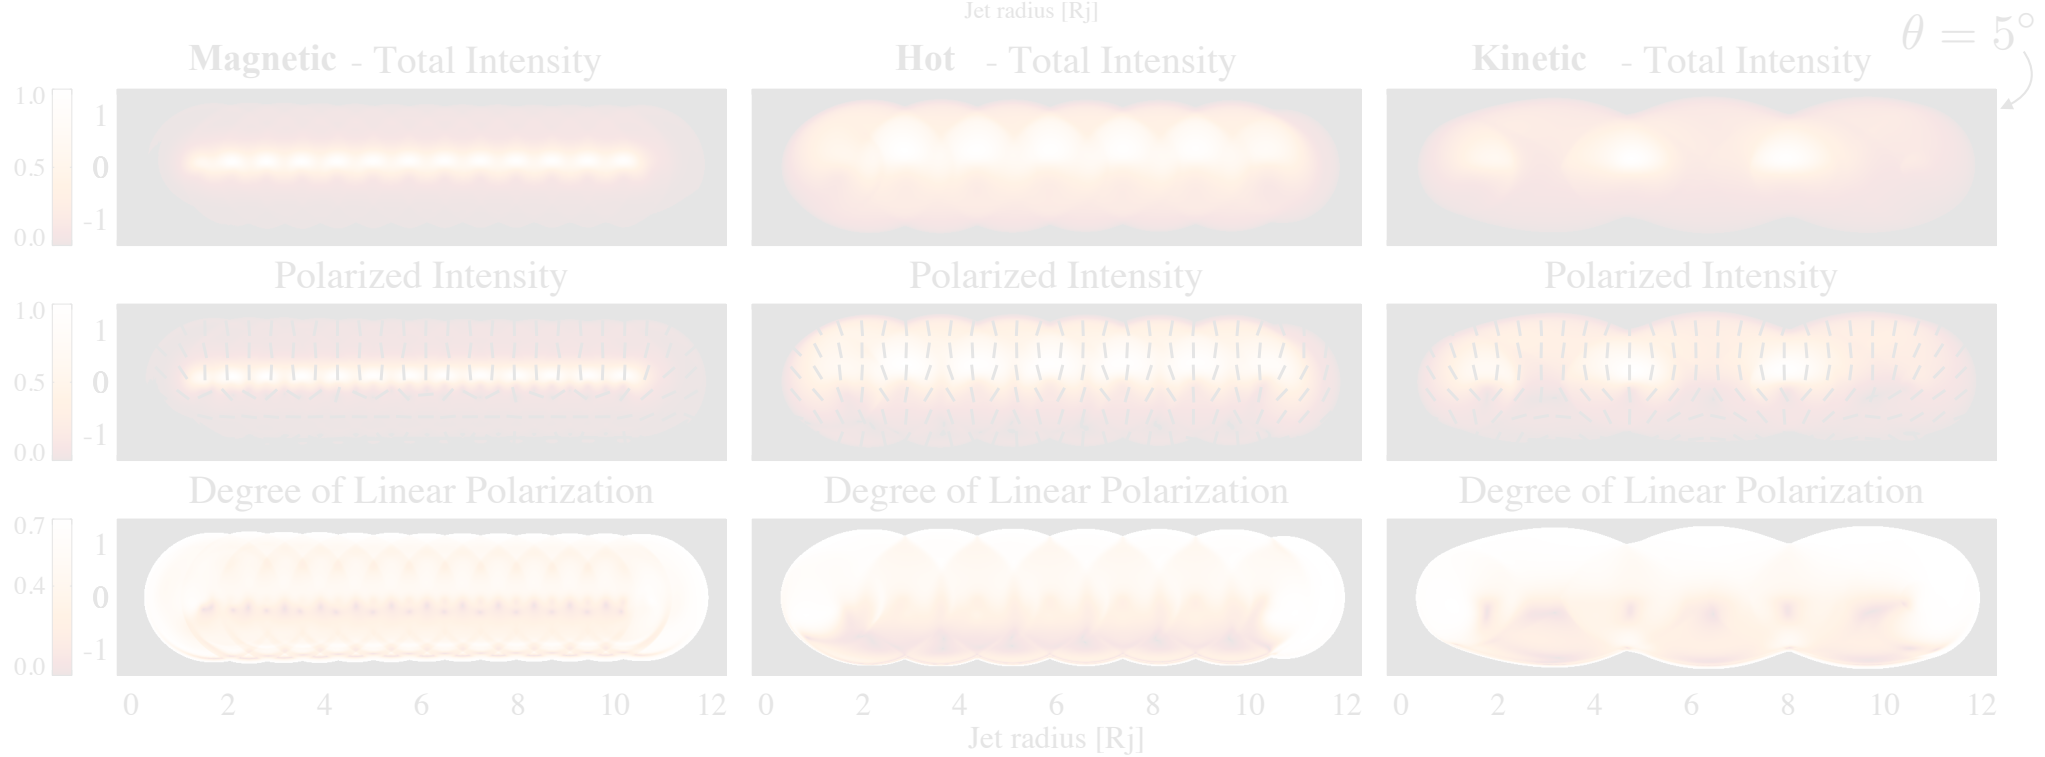 Jet radius [Rj]
θ = 5°
Magnetic - Total Intensity
Hot - Total Intensity
Kinetic - Total Intensity
1.0
0.5
0.0
1
0
-1
Polarized Intensity
Polarized Intensity
Polarized Intensity
1.0
0.5
0.0
1
0
-1
Degree of Linear Polarization
Degree of Linear Polarization
Degree of Linear Polarization
0.7
0.4
0.0
1
0
-1
0 2 4 6 8 10 12
0 2 4 6 8 10 12
0 2 4 6 8 10 12
Jet radius [Rj]